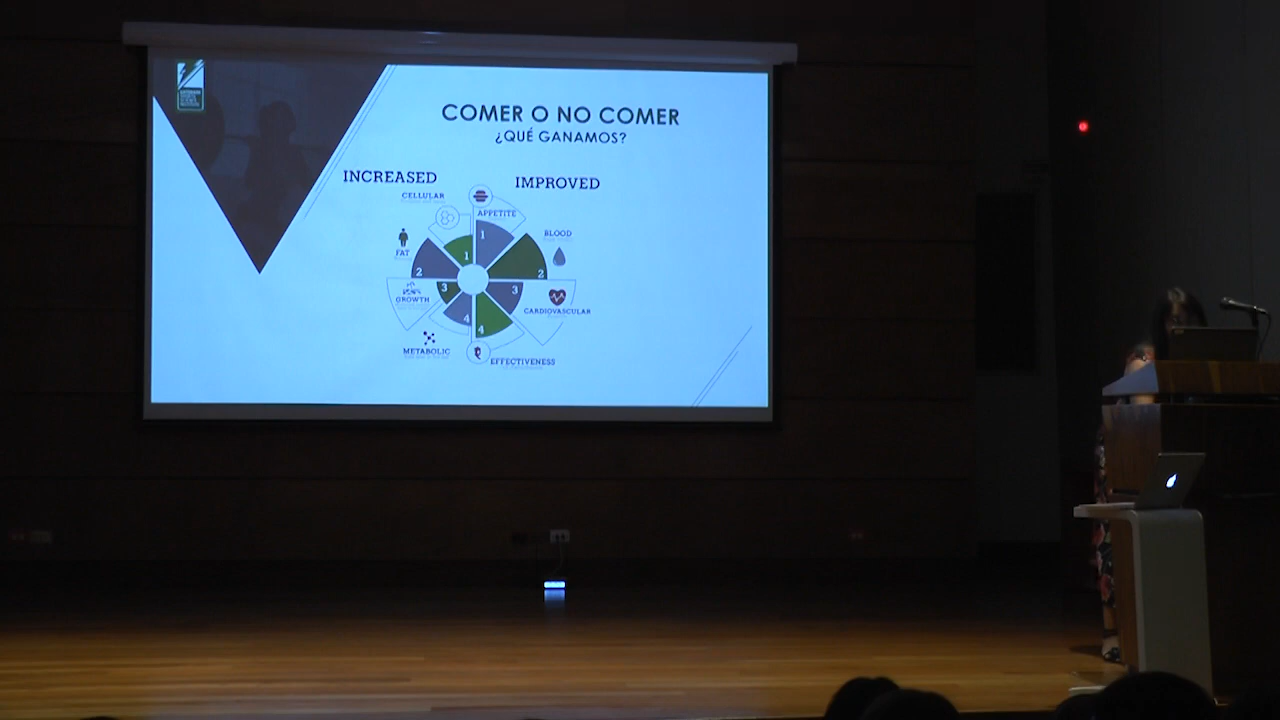 COMER O NO COMER
¿QUÉ GANAMOS?
INCREASED
IMPROVED
CELLULAR
APPETITE
1
1
BLOOD
FAT
2
2
3
3
GROWTH
CARDIOVASCULAR
4
4
METABOLIC
EFFECTIVENESS